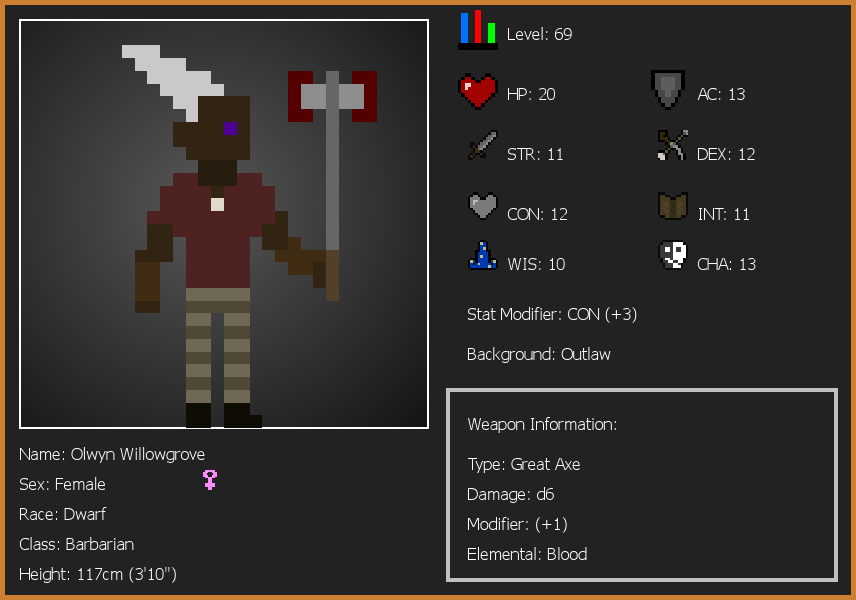 Level: 69
HP: 20
AC: 13
STR: 11
DEX: 12
CON: 12
INT: 11
WIS: 10
CHA: 13
Stat Modifier: CON (+3)
Background: Outlaw
Weapon Information:
Type: Great Axe
Damage: d6
Modifier: (+1)
Elemental: Blood
Name: Olwyn Willowgrove
Sex: Female
Race: Dwarf
Class: Barbarian
Height: 117cm (3'10")